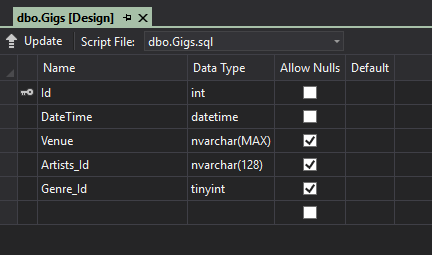 dbo.Gigs [Design]
Update Script File: dbo.Gigs.sql
Name Data Type Allow Nulls Default
Id int
DateTime datetime
Venue nvarchar(MAX)
Artists_Id nvarchar(128)
Genre_Id tinyint